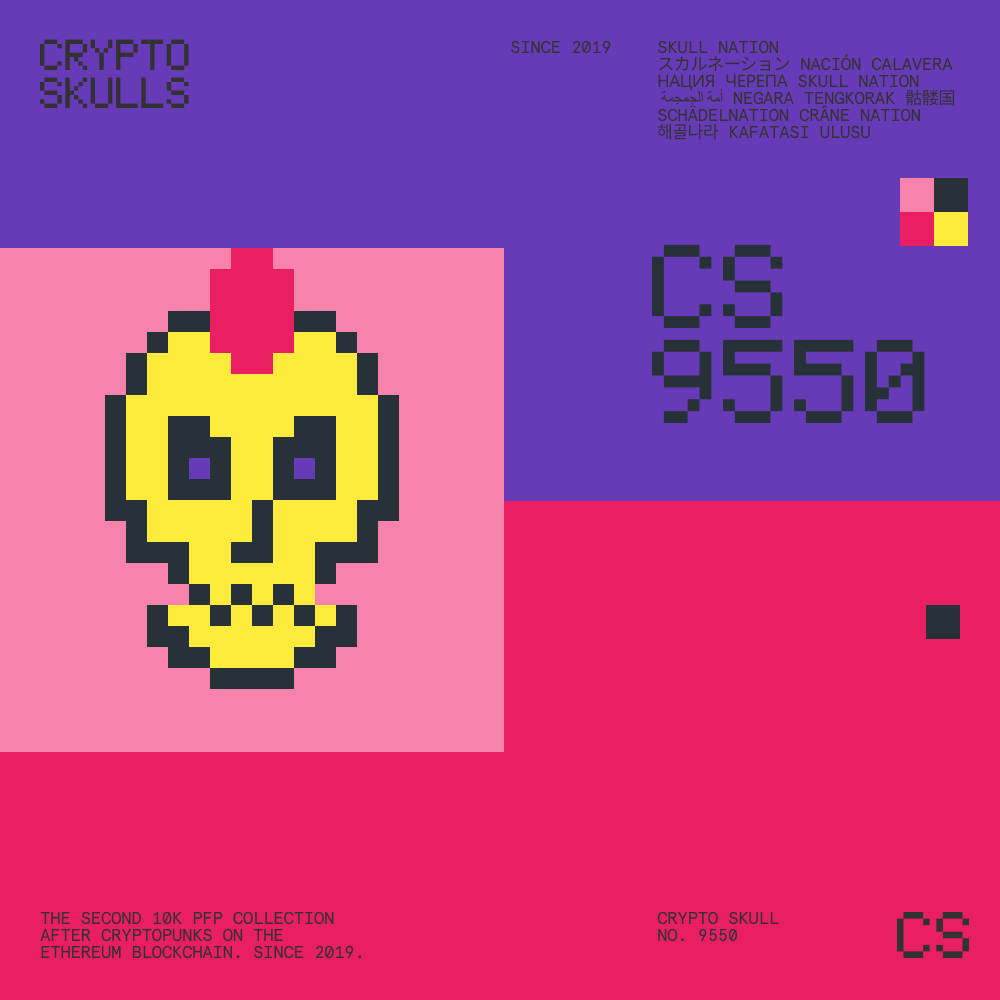 CRYPTO
SKULLS
SINCE 2019
SKULL NATION
スカルネーション NACIÓN CALAVERA
НАЦИЯ ЧЕРЕПА SKULL NATION
أمة الجمجمة NEGARA TENGKORAK 骷髅国
SCHÄDELNATION CRÂNE NATION
해골나라 KAFATASI ULUSU
CS
9550
THE SECOND 10K PFP COLLECTION
AFTER CRYPTOPUNKS ON THE
ETHEREUM BLOCKCHAIN. SINCE 2019.
CRYPTO SKULL
NO. 9550
CS